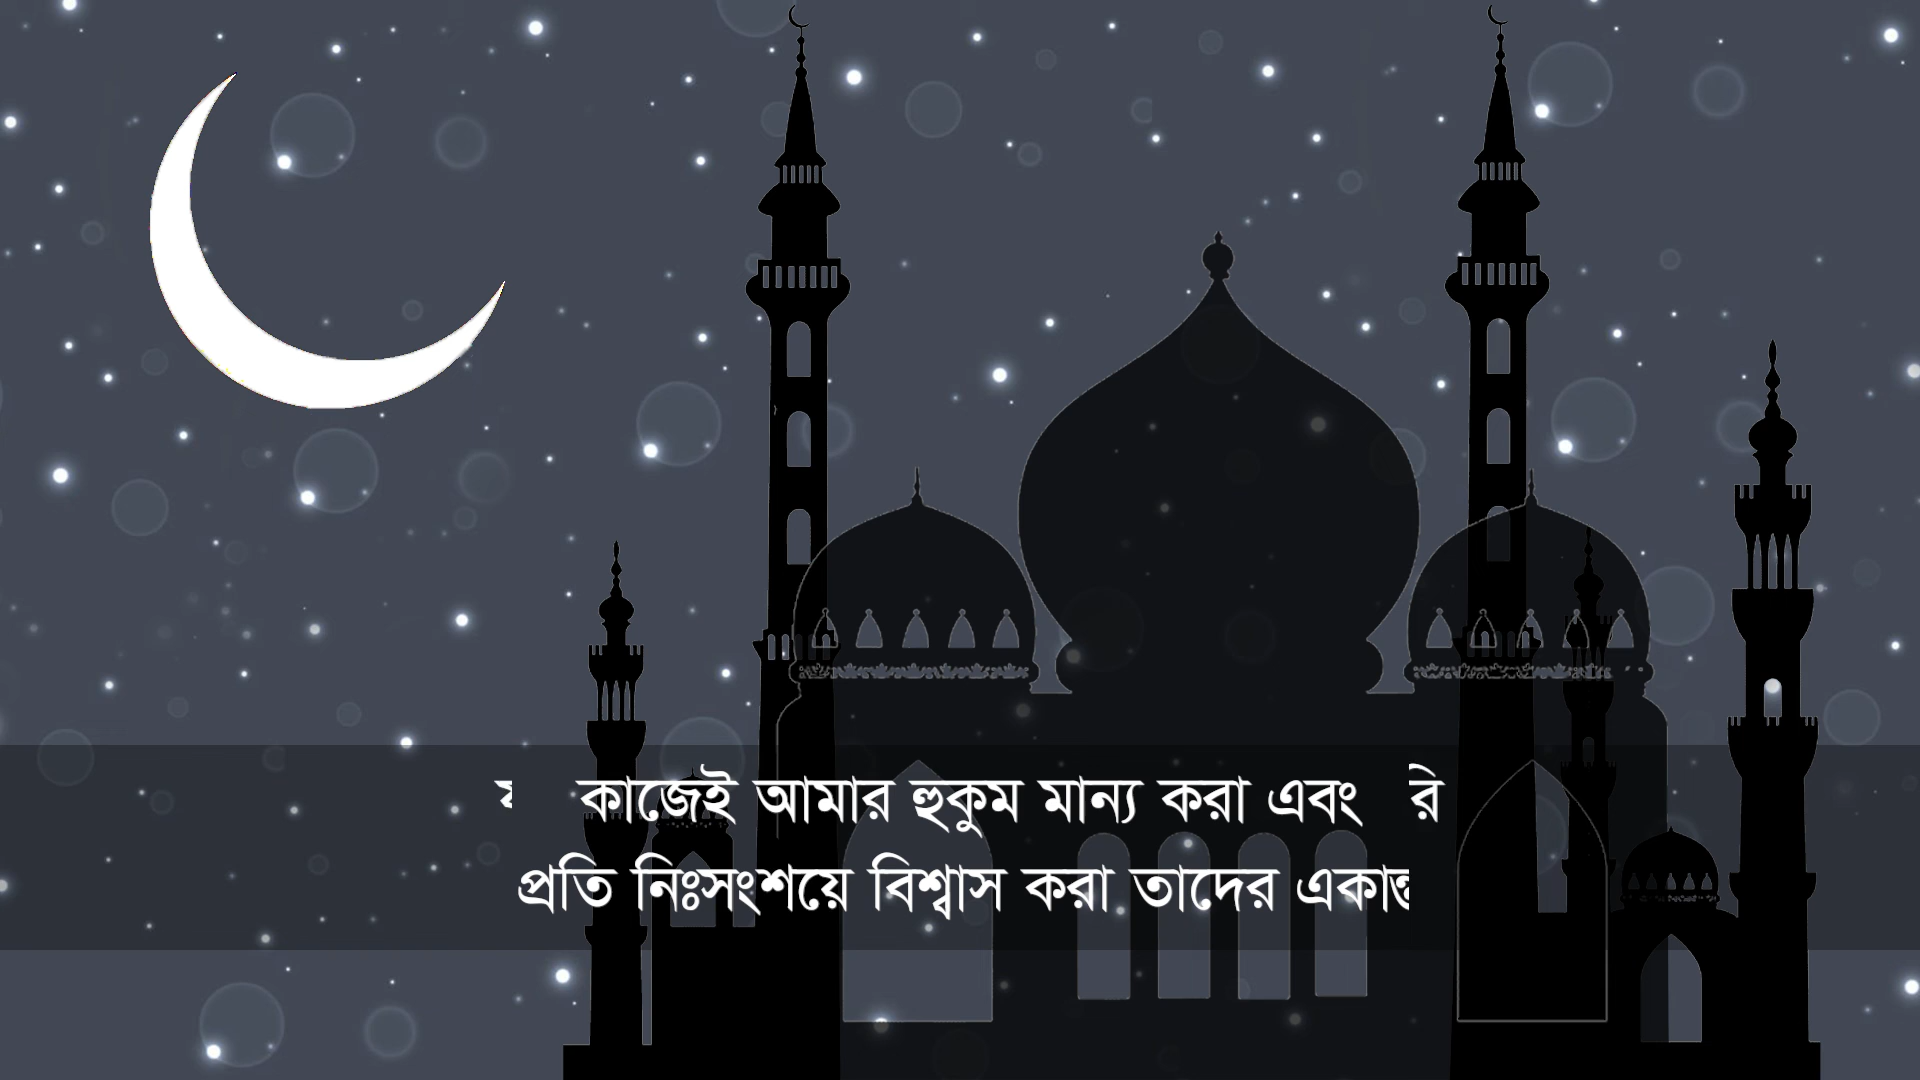 কাজেই আমার হুকুম মান্য করা এবং
প্রতি নিঃসংশয়ে বিশ্বাস করা তাদের